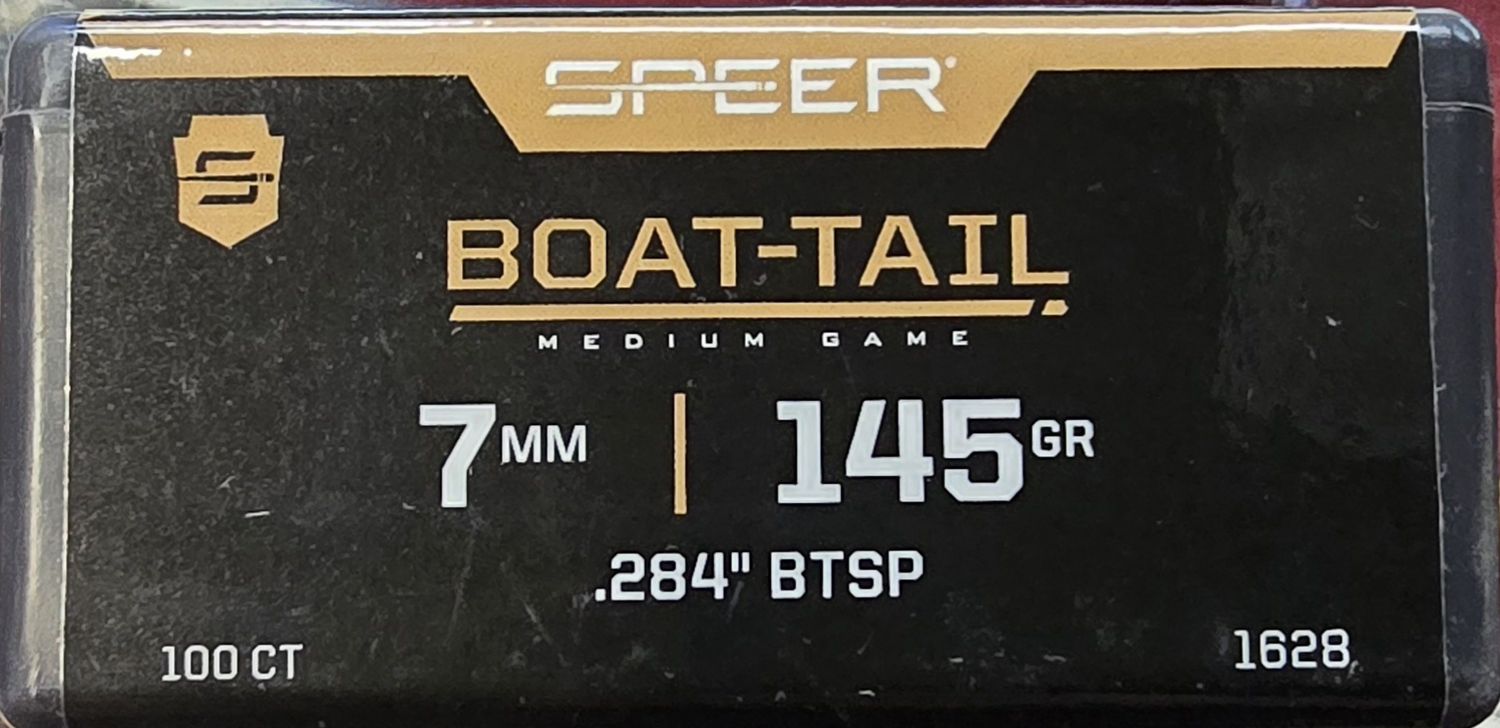 SPEER®
BOAT-TAIL
MEDIUM GAME
7MM | 145GR
.284" BTSP
100 CT
1628